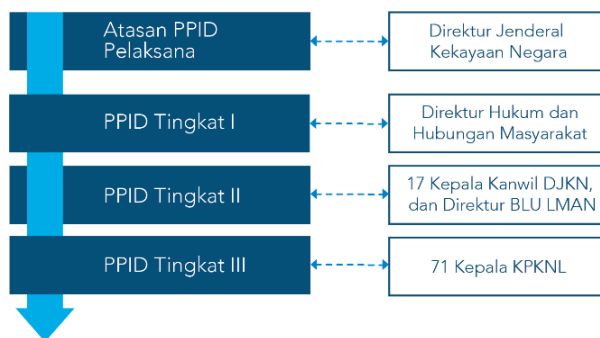 Atasan PPID
Pelaksana
Direktur Jenderal
Kekayaan Negara
PPID Tingkat I
Direktur Hukum dan
Hubungan Masyarakat
PPID Tingkat II
17 Kepala Kanwil DJKN,
dan Direktur BLU LMAN
PPID Tingkat III
71 Kepala KPKNL